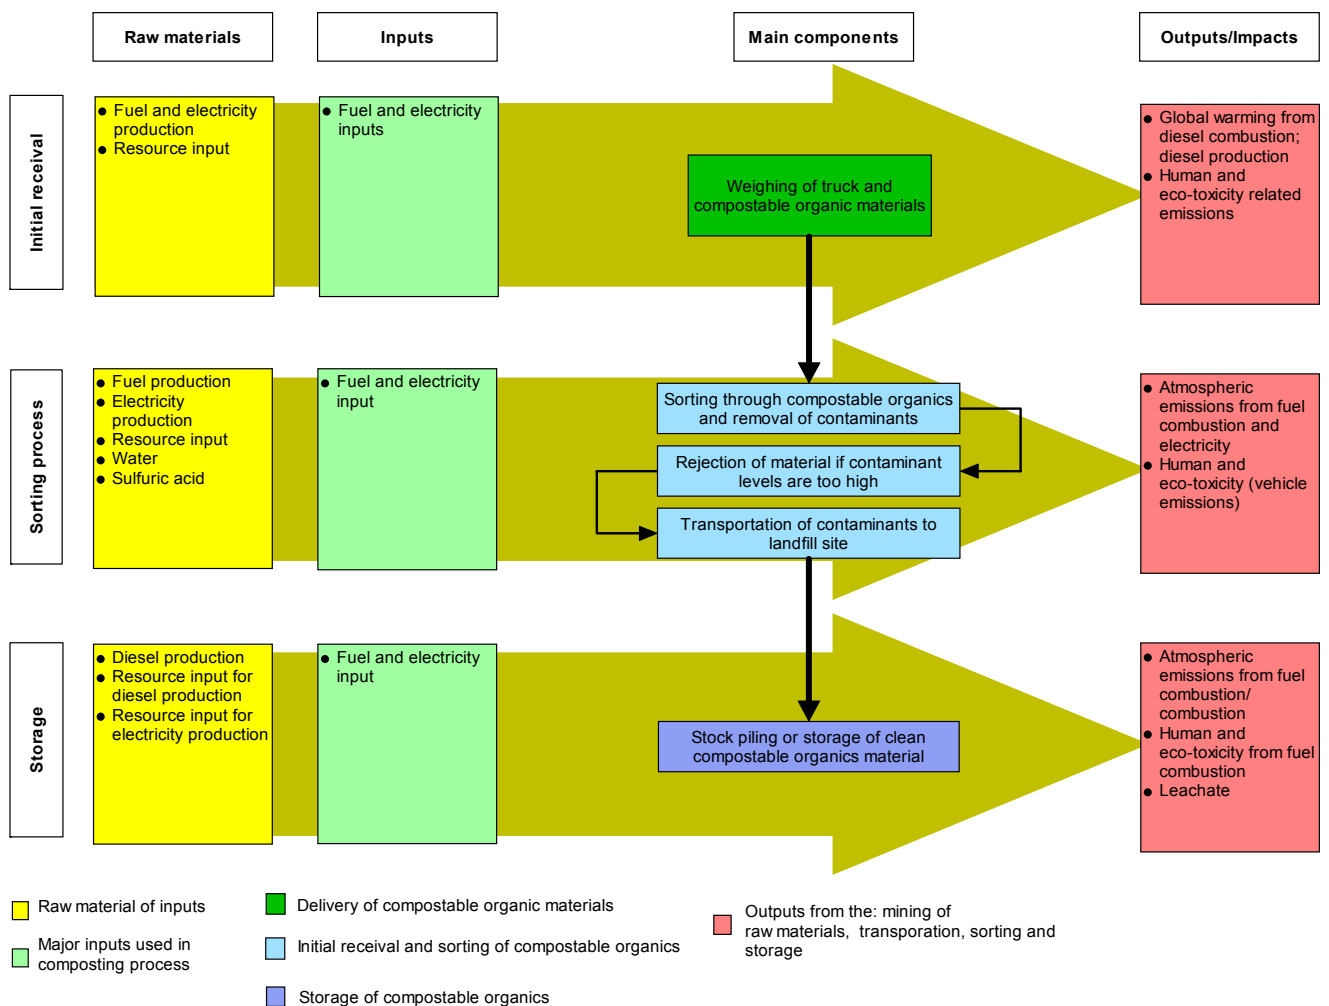 Raw materials
Inputs
Main components
Outputs/Impacts
Initial receival
● Fuel and electricity
production
● Resource input
● Fuel and electricity
inputs
Weighing of truck and
compostable organic materials
● Global warming from
diesel combustion;
diesel production
● Human and
eco-toxicity related
emissions
Sorting process
● Fuel production
● Electricity
production
● Resource input
● Water
● Sulfuric acid
● Fuel and electricity
input
Sorting through compostable organics
and removal of contaminants
Rejection of material if contaminant
levels are too high
Transportation of contaminants to
landfill site
● Atmospheric
emissions from fuel
combustion and
electricity
● Human and
eco-toxicity (vehicle
emissions)
Storage
● Diesel production
● Resource input for
diesel production
● Resource input for
electricity production
● Fuel and electricity
input
Stock piling or storage of clean
compostable organics material
● Atmospheric
emissions from fuel
combustion/
combustion
● Human and
eco-toxicity from fuel
combustion
● Leachate
Raw material of inputs
Major inputs used in
composting process
Delivery of compostable organic materials
Initial receival and sorting of compostable organics
Storage of compostable organics
Outputs from the: mining of
raw materials, transporation, sorting and
storage